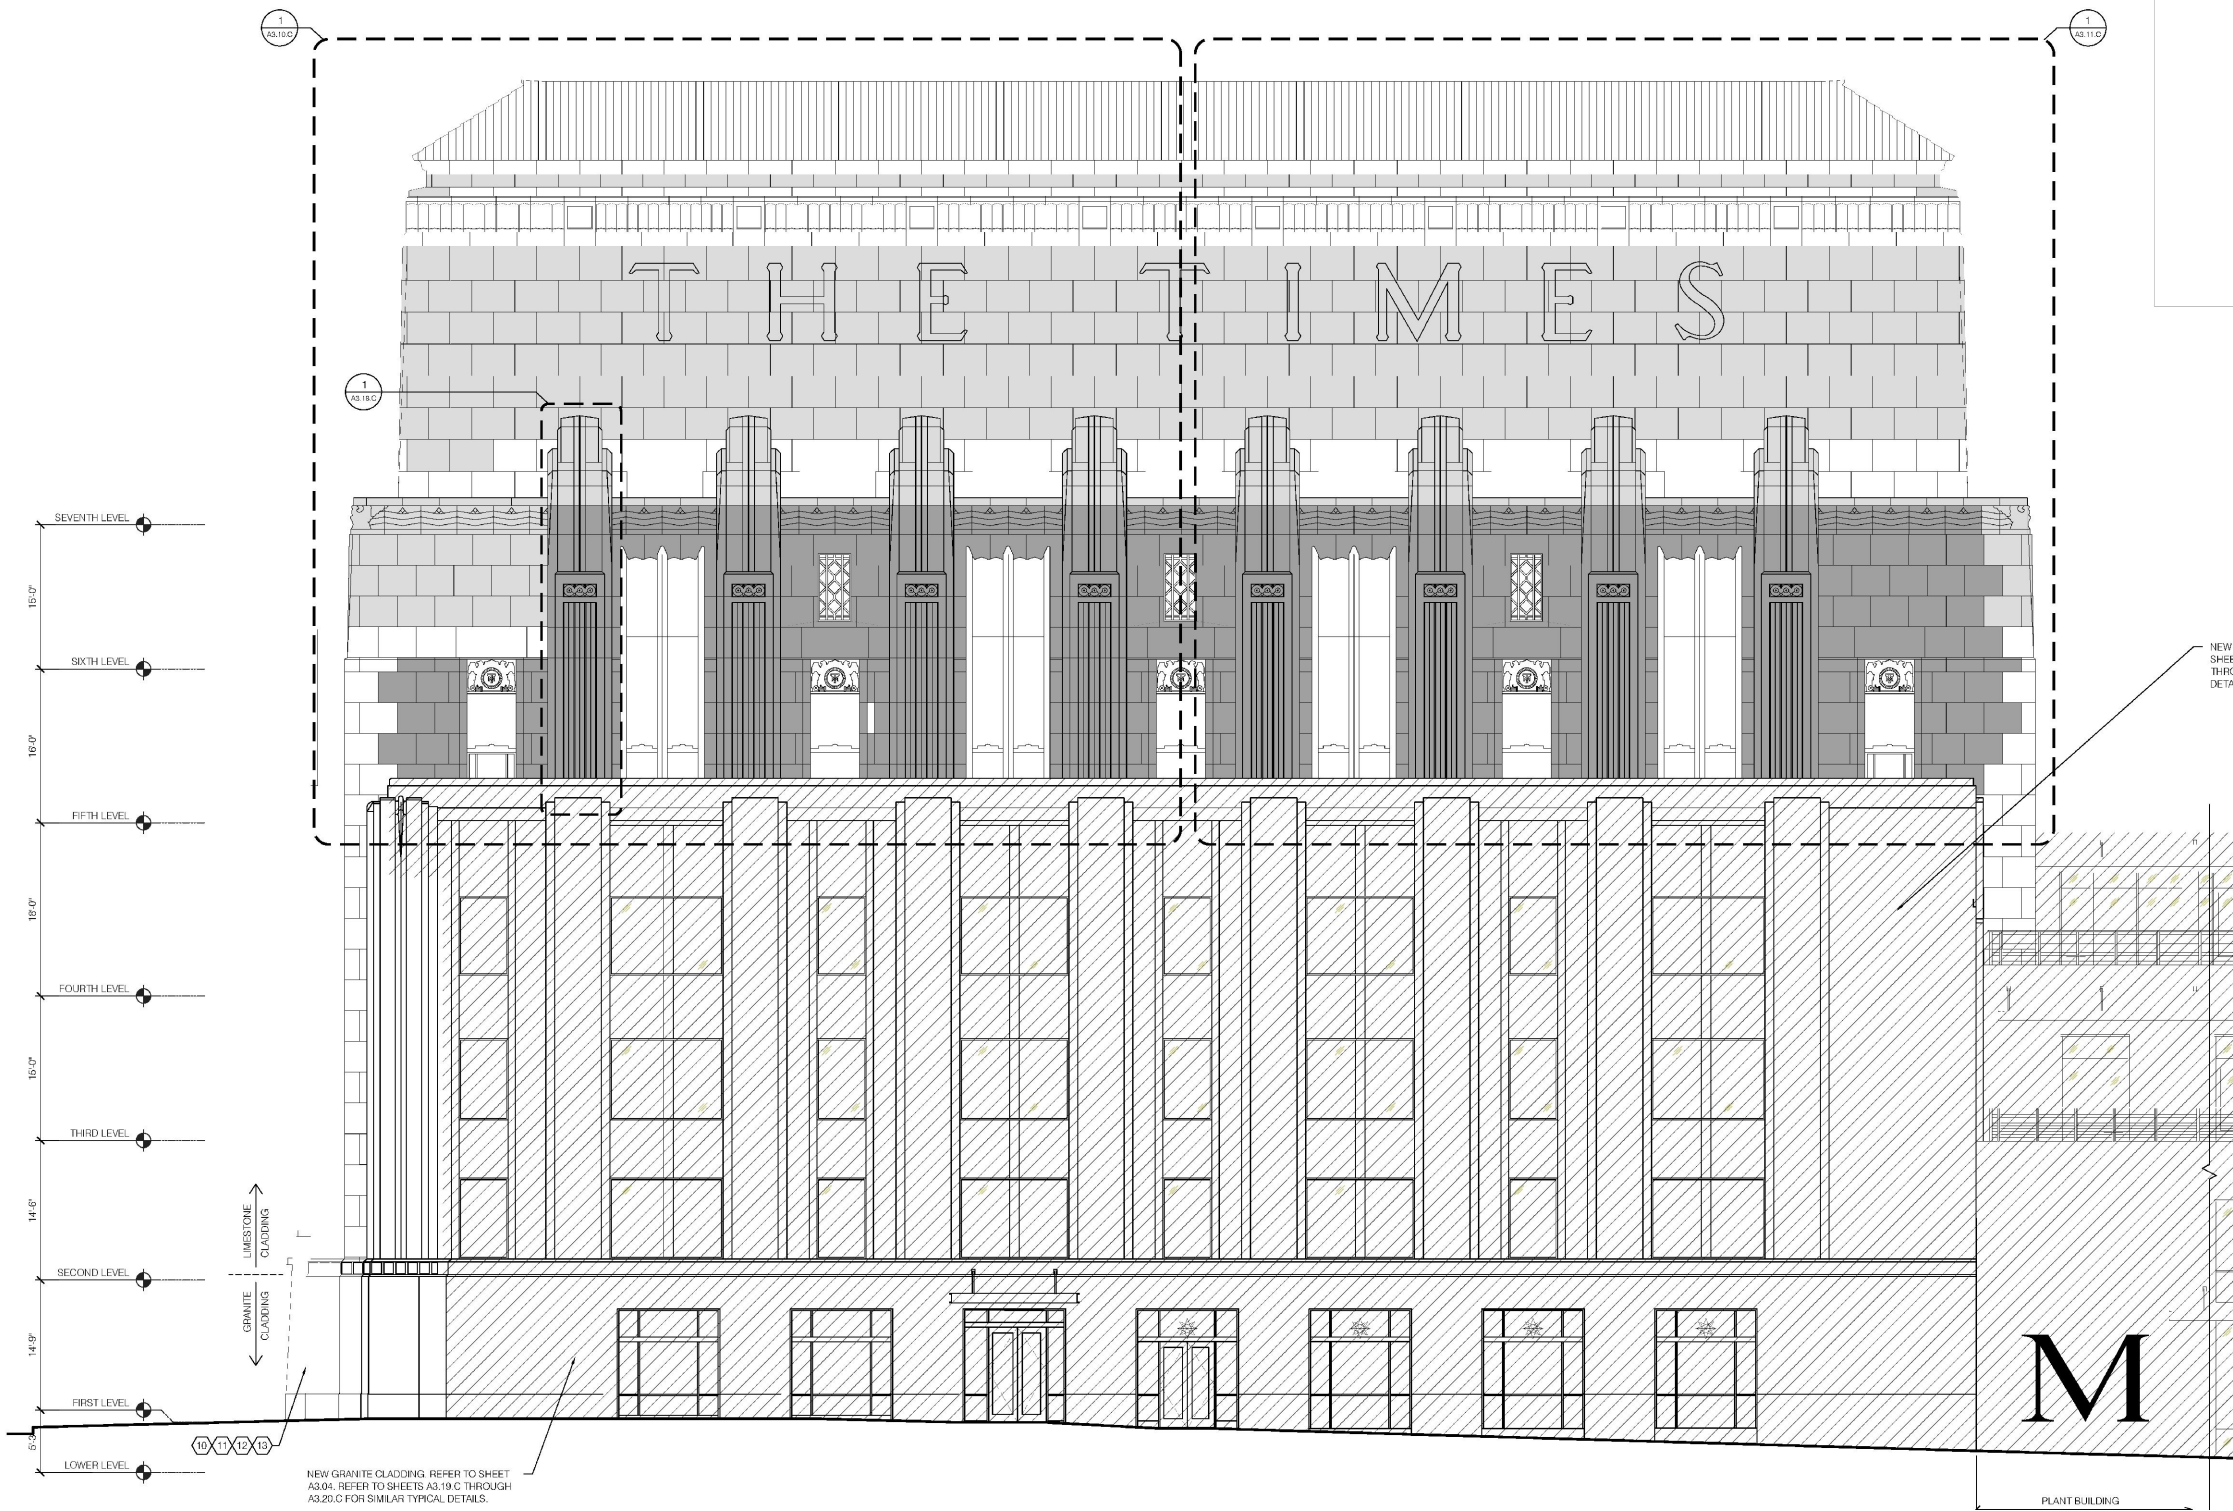 1
A3.10.C
1
A3.11.C
THE TIMES
1
A3.18.C
SEVENTH LEVEL
15'-0"
SIXTH LEVEL
16'-0"
FIFTH LEVEL
18'-0"
FOURTH LEVEL
15'-0"
THIRD LEVEL
14'-6"
SECOND LEVEL
14'-9"
FIRST LEVEL
LOWER LEVEL
NEW
LIMESTONE
CLADDING
GRANITE
CLADDING
10 11 12 13
M
NEW GRANITE CLADDING. REFER TO SHEET
A3.04. REFER TO SHEETS A3.19.C THROUGH
A3.20.C FOR SIMILAR TYPICAL DETAILS.
PLANT BUILDING